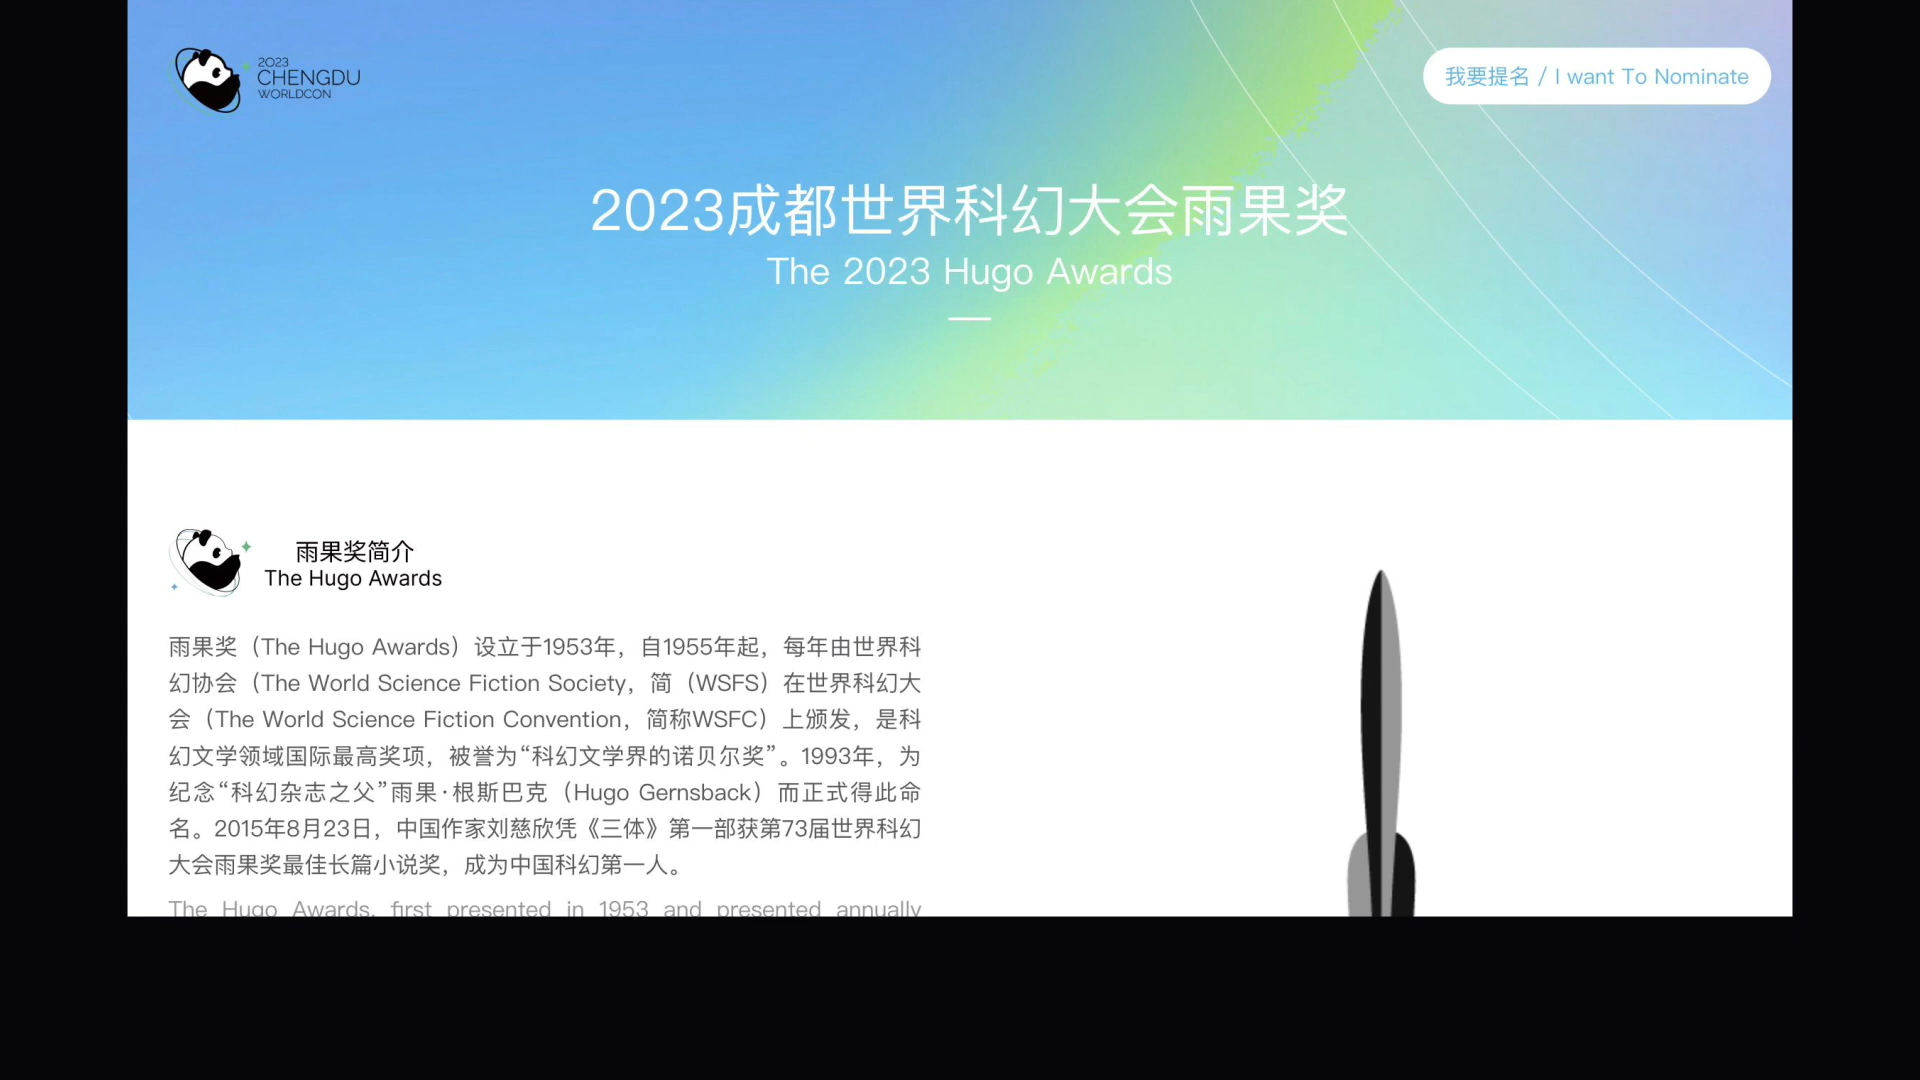 2023
CHENGDU
WORLDCON
我要提名 / I want To Nominate
2023成都世界科幻大会雨果奖
The 2023 Hugo Awards
雨果奖简介
The Hugo Awards
雨果奖（The Hugo Awards）设立于1953年，自1955年起，每年由世界科
幻协会（The World Science Fiction Society，简（WSFS）在世界科幻大
会（The World Science Fiction Convention，简称WSFC）上颁发，是科
幻文学领域国际最高奖项，被誉为“科幻文学界的诺贝尔奖”。1993年，为
纪念“科幻杂志之父”雨果·根斯巴克（Hugo Gernsback）而正式得此命
名。2015年8月23日，中国作家刘慈欣凭《三体》第一部获第73届世界科幻
大会雨果奖最佳长篇小说奖，成为中国科幻第一人。
The Hugo Awards, first presented in 1953 and presented annually